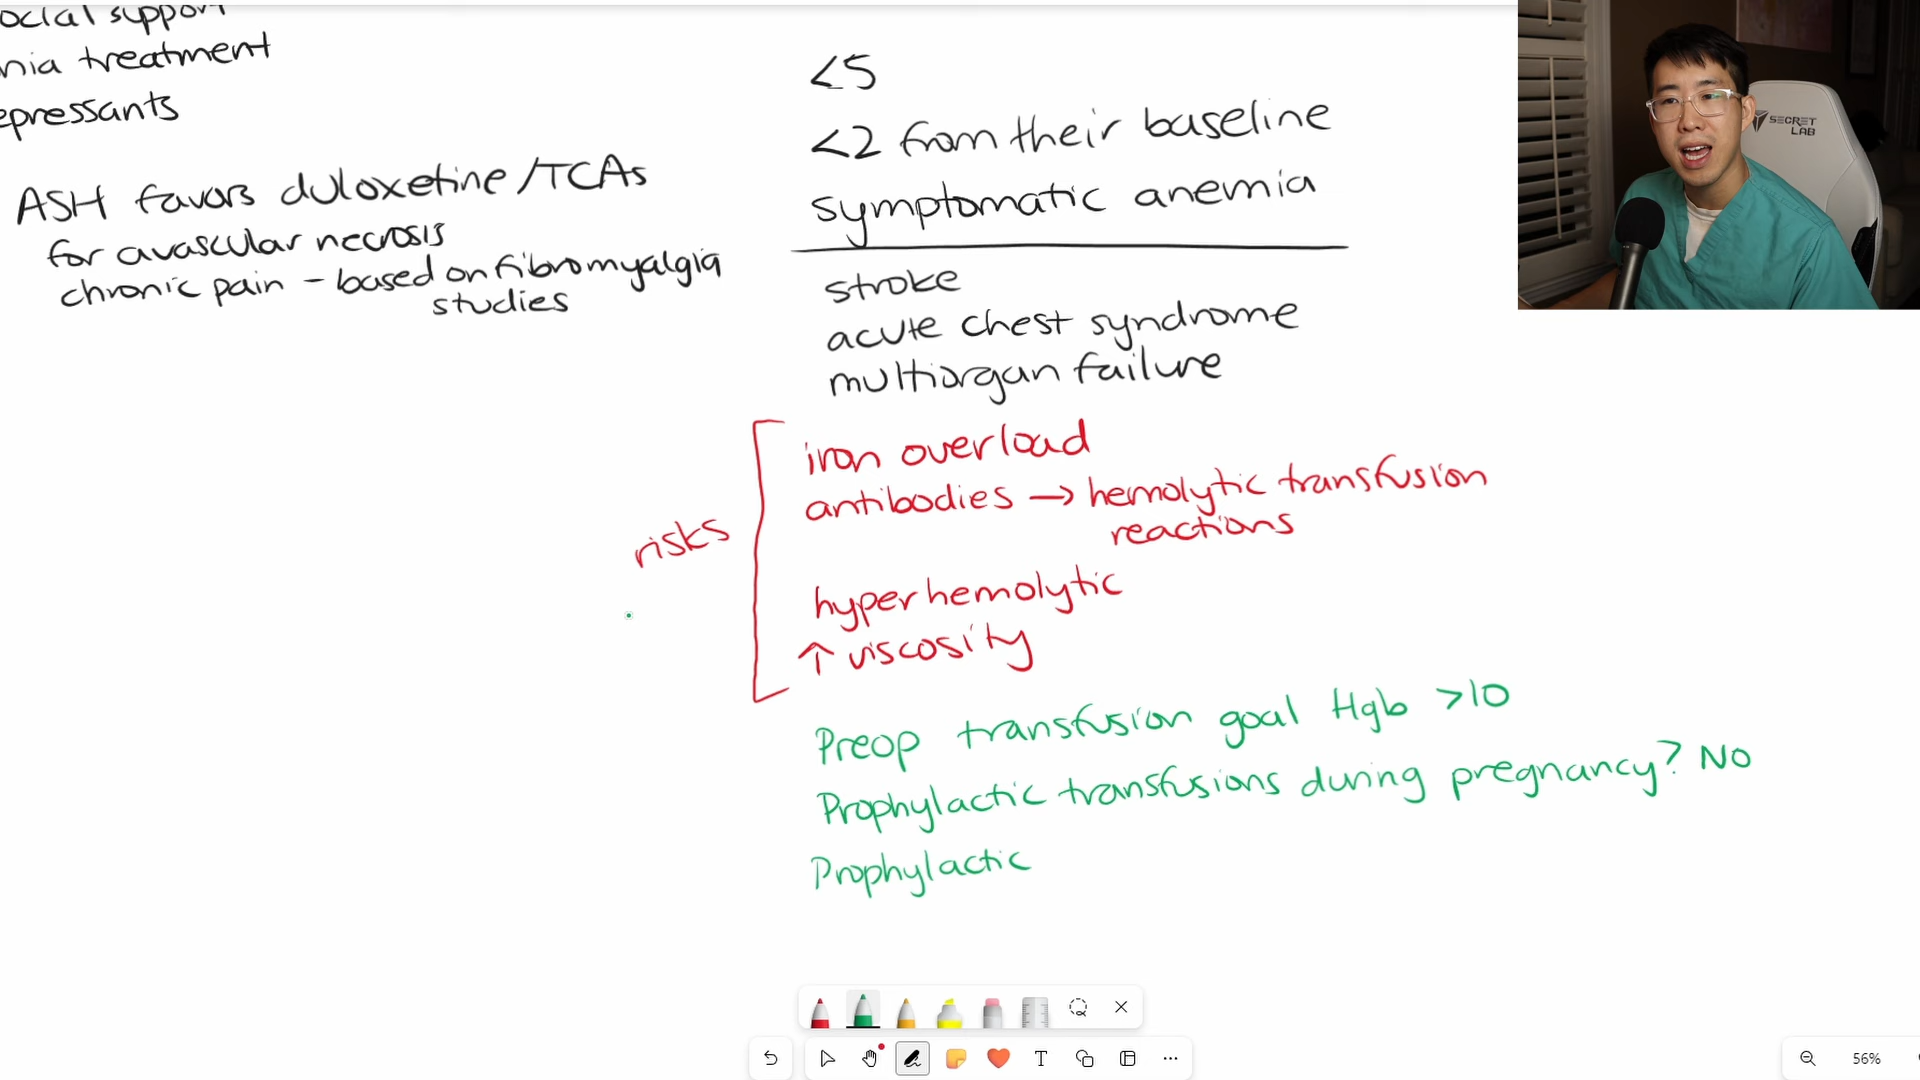 ocial support
nia treatment
epressants
ASH favors duloxetine/TCAs
for avascular necrosis
chronic pain - based on fibromyalgia
studies
<5
<2 from their baseline
symptomatic anemia
stroke
acute chest syndrome
multiorgan failure
risks
iron overload
antibodies → hemolytic transfusion
reactions
hyperhemolytic
↑ viscosity
Preop transfusion goal Hgb >10
Prophylactic transfusions during pregnancy? No
Prophylactic
SECRET
LAB
T
56%